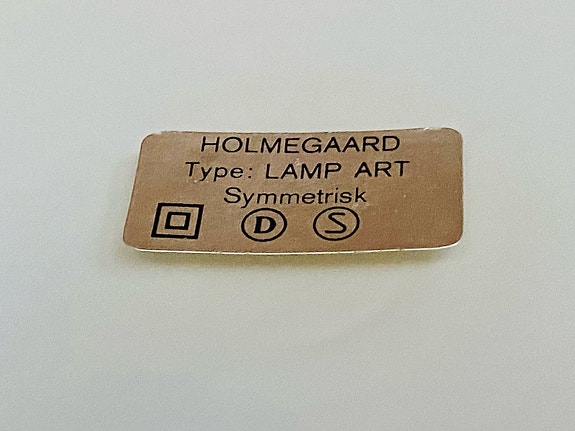 HOLMEGAARD
Type: LAMP ART
Symmetrisk
D S